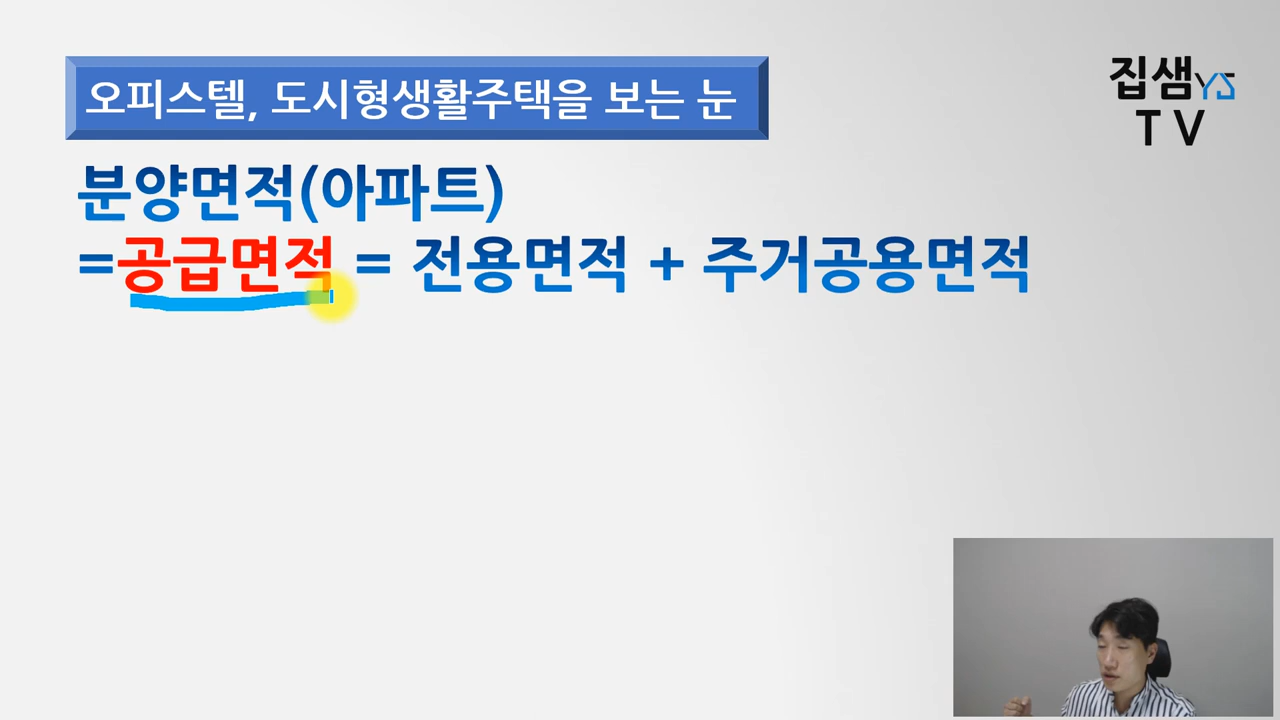 오피스텔, 도시형생활주택을 보는 눈
집샘YS
TV
분양면적(아파트)
=공급면적 = 전용면적 + 주거공용면적